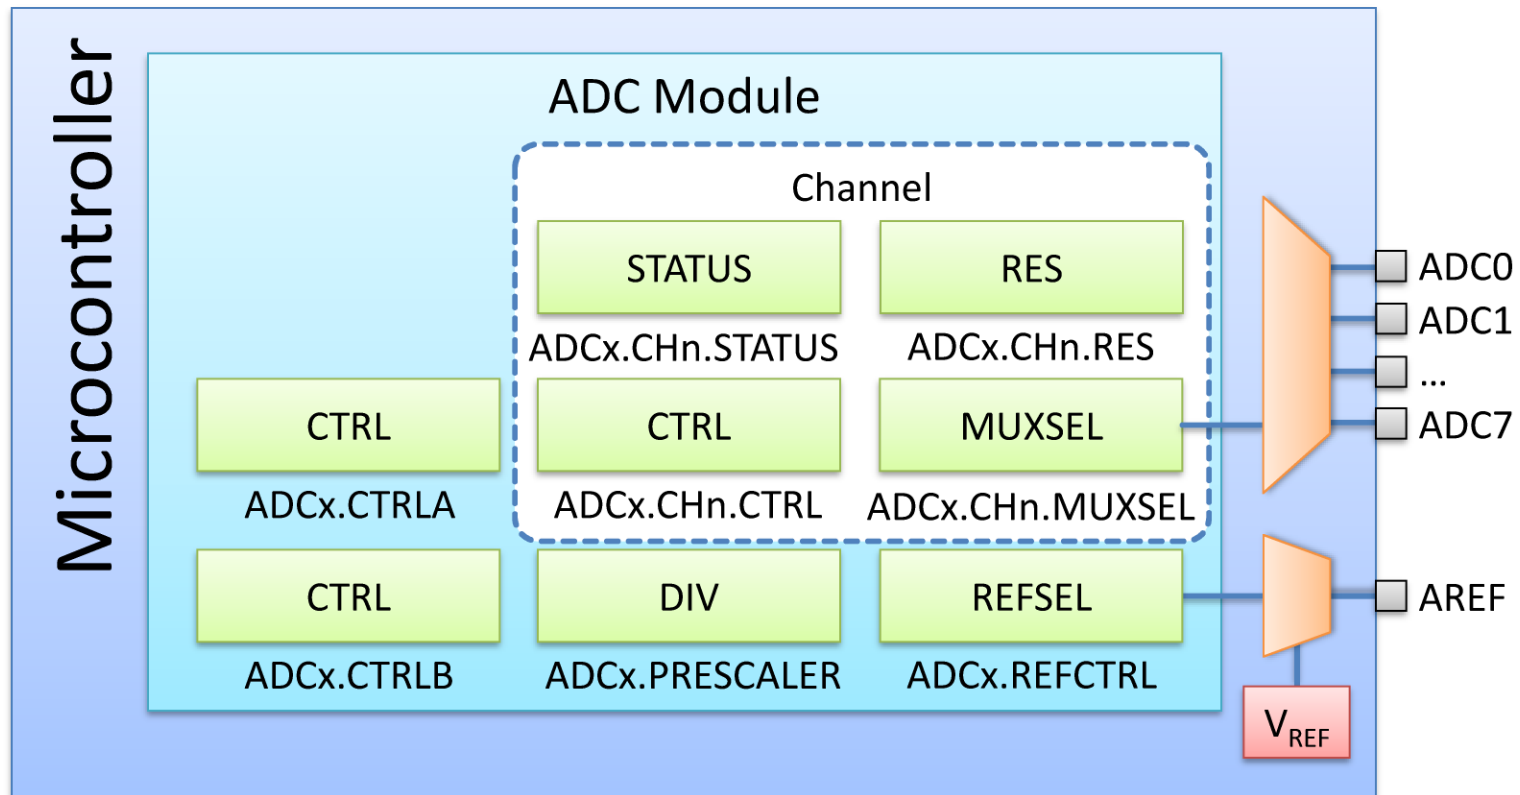 Microcontroller
ADC Module
Channel
STATUS
RES
ADCx.CHn.STATUS
ADCx.CHn.RES
CTRL
CTRL
MUXSEL
ADCx.CTRLA
ADCx.CHn.CTRL
ADCx.CHn.MUXSEL
CTRL
DIV
REFSEL
ADCx.CTRLB
ADCx.PRESCALER
ADCx.REFCTRL
ADC0
ADC1
...
ADC7
AREF
VREF